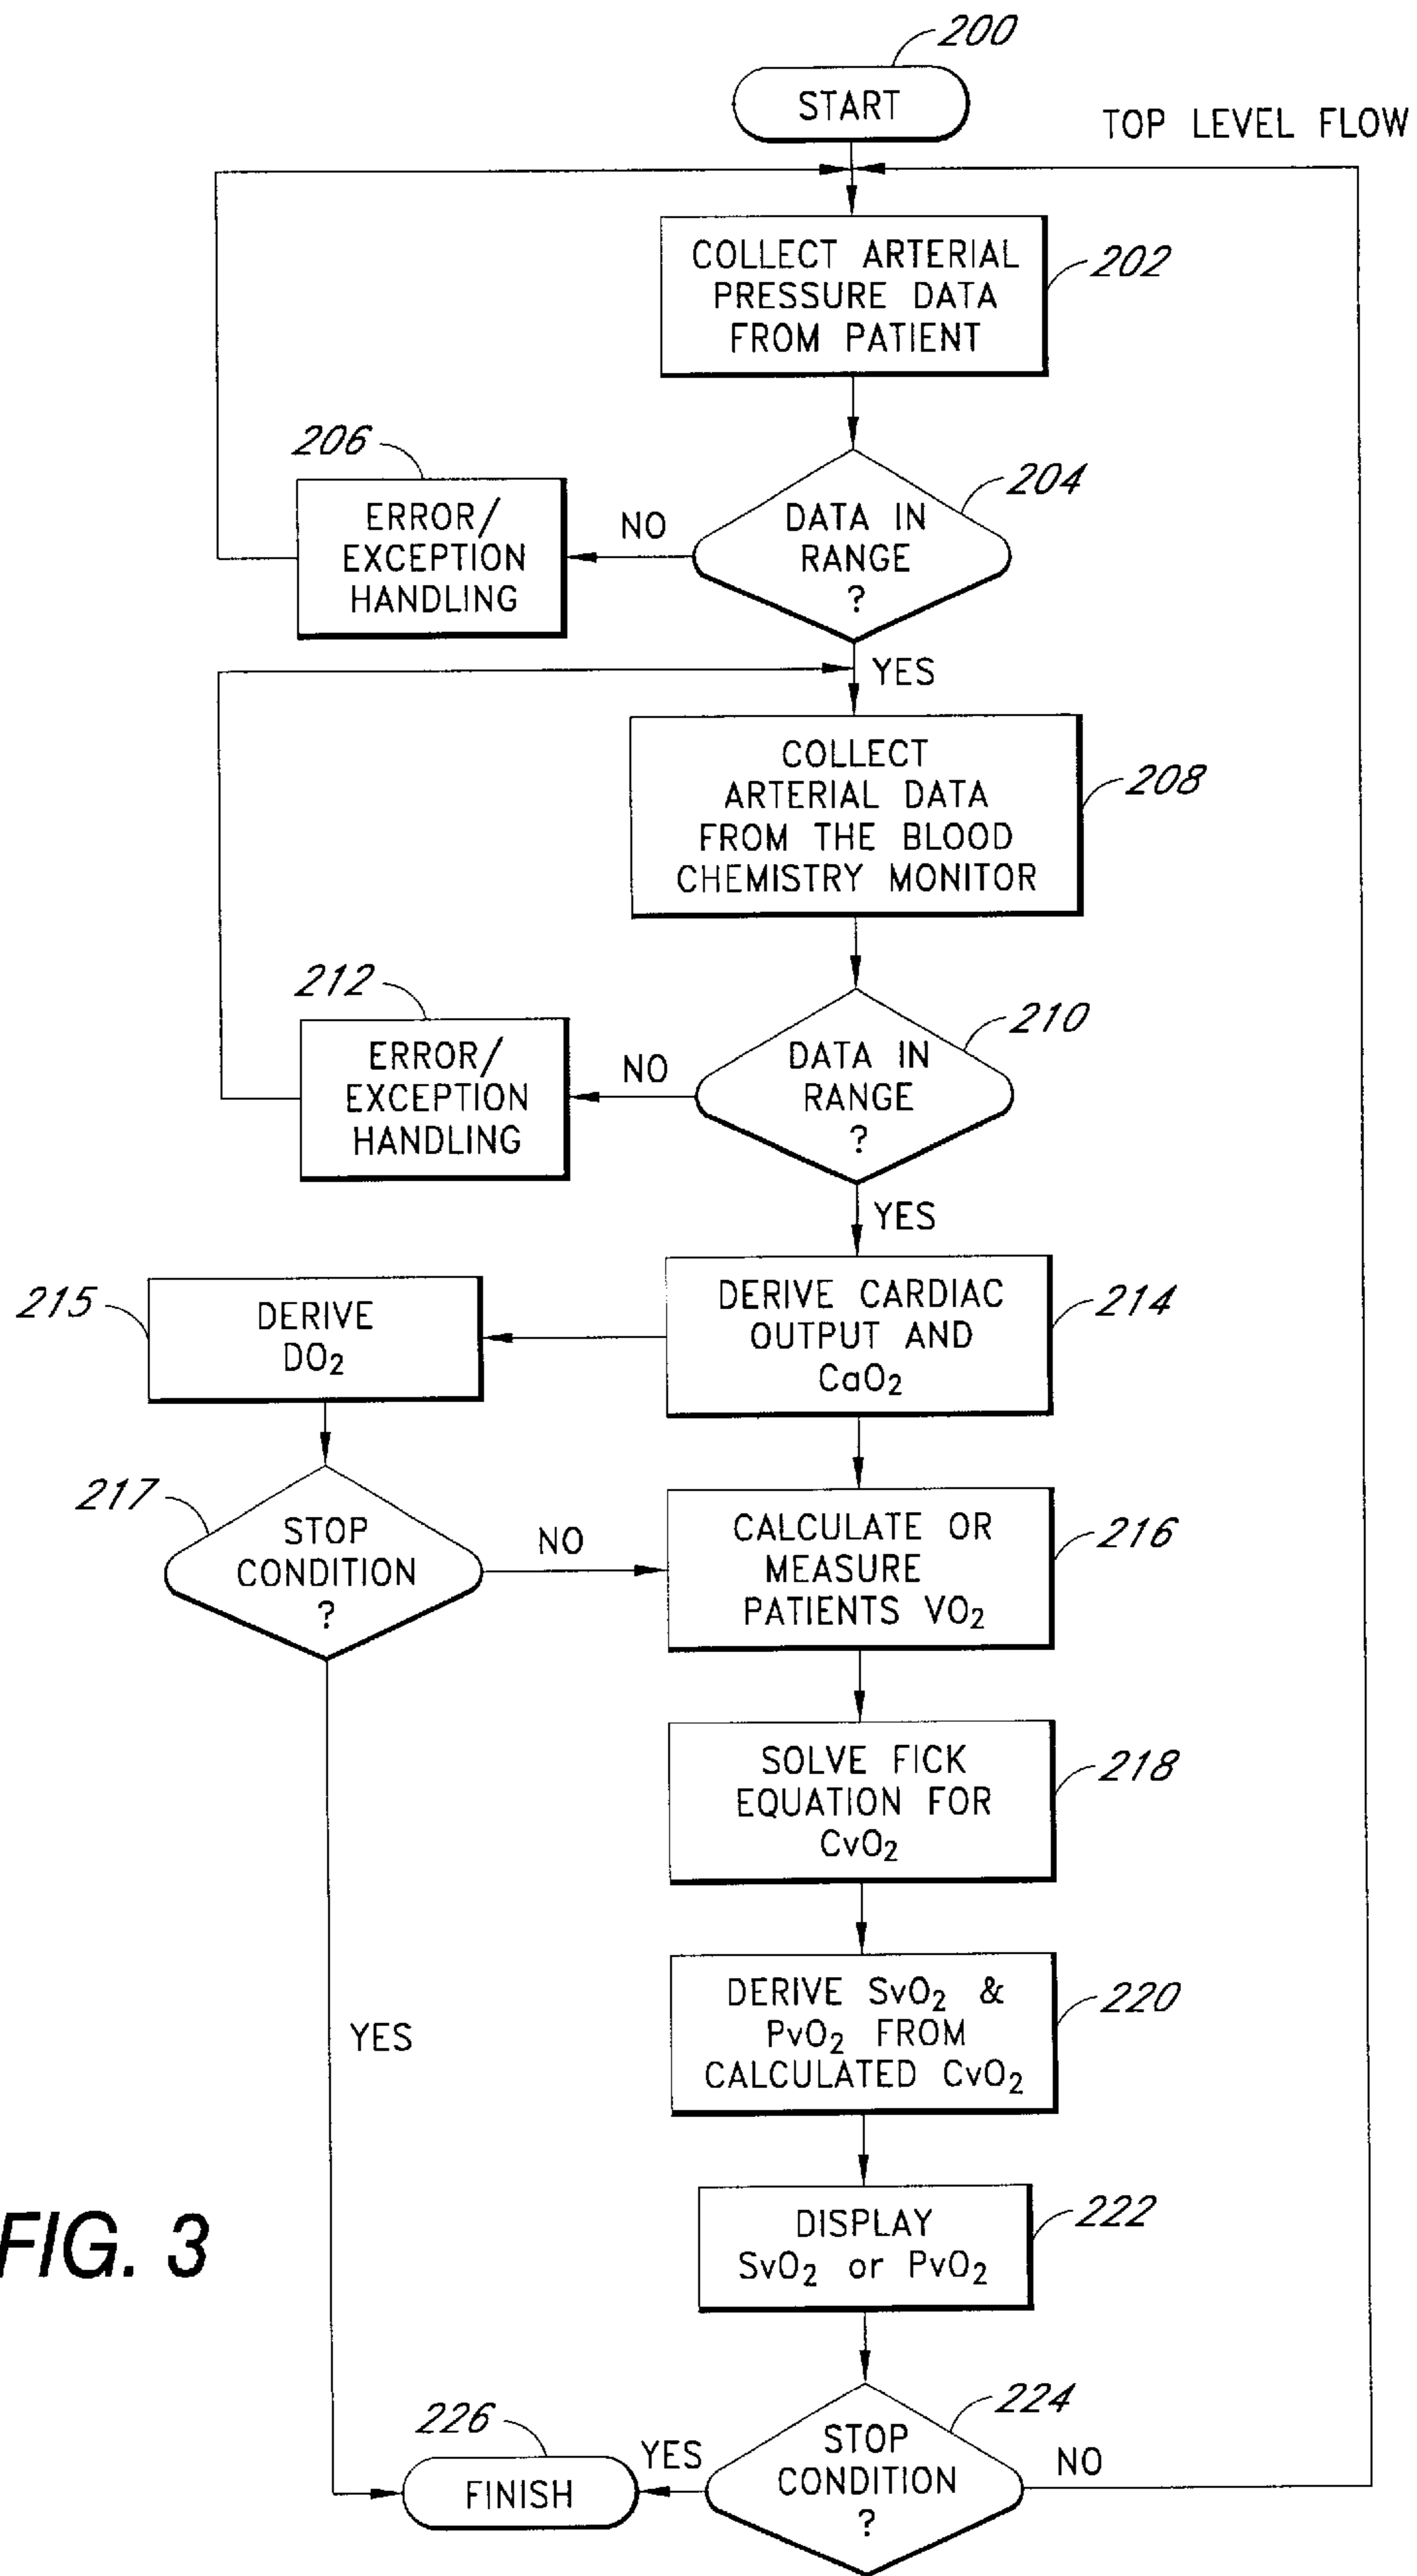 200
START
TOP LEVEL FLOW
COLLECT ARTERIAL
PRESSURE DATA
FROM PATIENT
202
206
ERROR/
EXCEPTION
HANDLING
NO
204
DATA IN
RANGE
?
YES
COLLECT
ARTERIAL DATA
FROM THE BLOOD
CHEMISTRY MONITOR
208
212
ERROR/
EXCEPTION
HANDLING
NO
210
DATA IN
RANGE
?
YES
215
DERIVE
DO₂
DERIVE CARDIAC
OUTPUT AND
CaO₂
214
217
STOP
CONDITION
?
NO
CALCULATE OR
MEASURE
PATIENTS VO₂
216
SOLVE FICK
EQUATION FOR
CvO₂
218
YES
DERIVE SvO₂ &
PvO₂ FROM
CALCULATED CvO₂
220
DISPLAY
SvO₂ or PvO₂
222
FIG. 3
226
FINISH
YES
224
STOP
CONDITION
?
NO